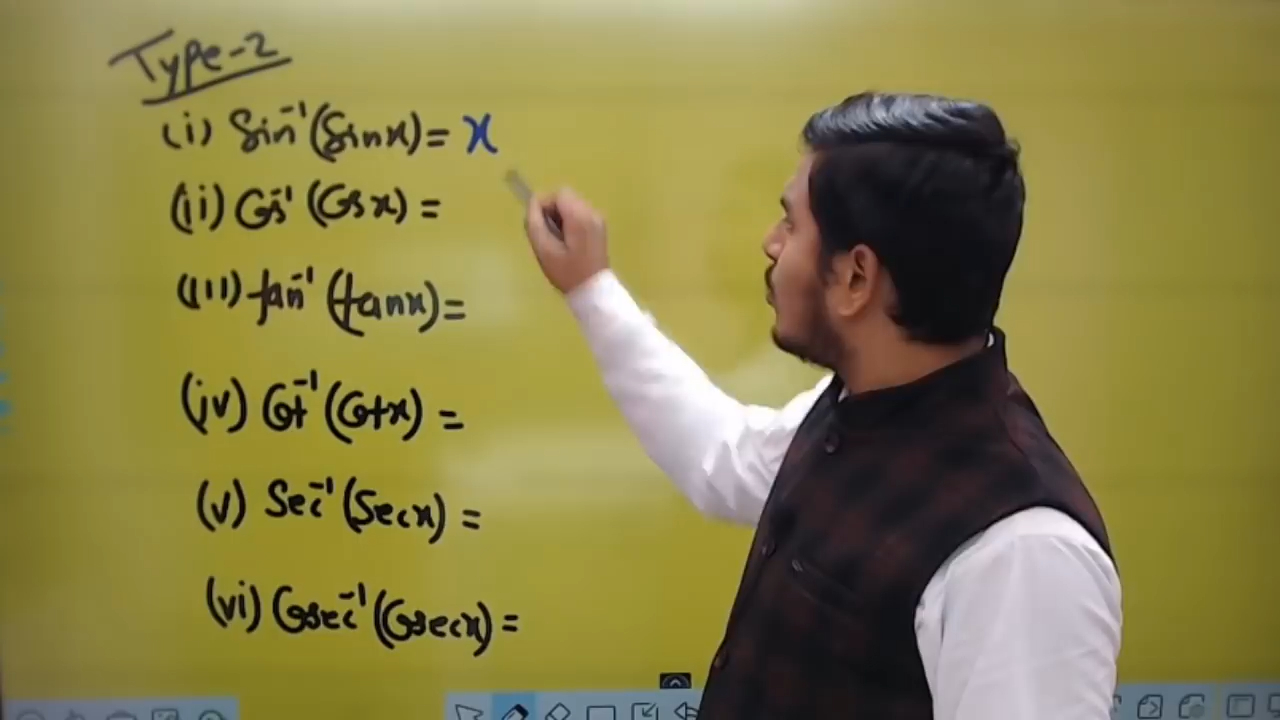 Type-2
(i) Sin⁻¹(Sinx) = x
(ii) Cos⁻¹(Cosx) =
(iii) tan⁻¹(tanx) =
(iv) Cot⁻¹(Cotx) =
(v) Sec⁻¹(Secx) =
(vi) Cosec⁻¹(Cosecx) =